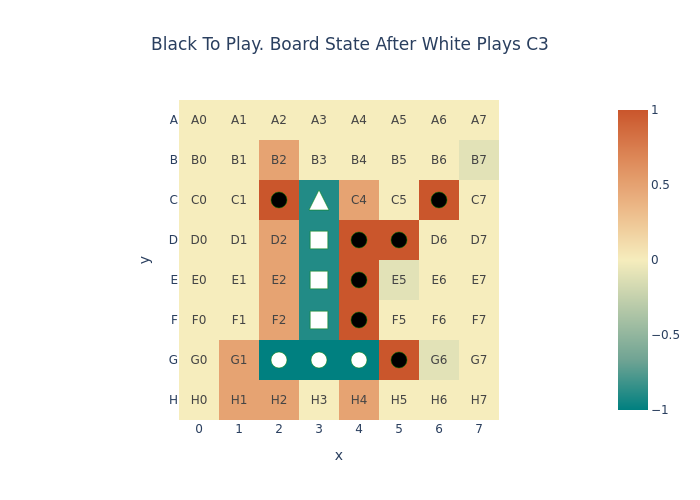 Black To Play. Board State After White Plays C3
A A0 A1 A2 A3 A4 A5 A6 A7 1
B B0 B1 B2 B3 B4 B5 B6 B7 0.5
C C0 C1 C4 C5 C7
D D0 D1 D2 D6 D7
y 0
E E0 E1 E2 E5 E6 E7
F F0 F1 F2 F5 F6 F7 −0.5
G G0 G1 G6 G7
H H0 H1 H2 H3 H4 H5 H6 H7 −1
0 1 2 3 4 5 6 7
x